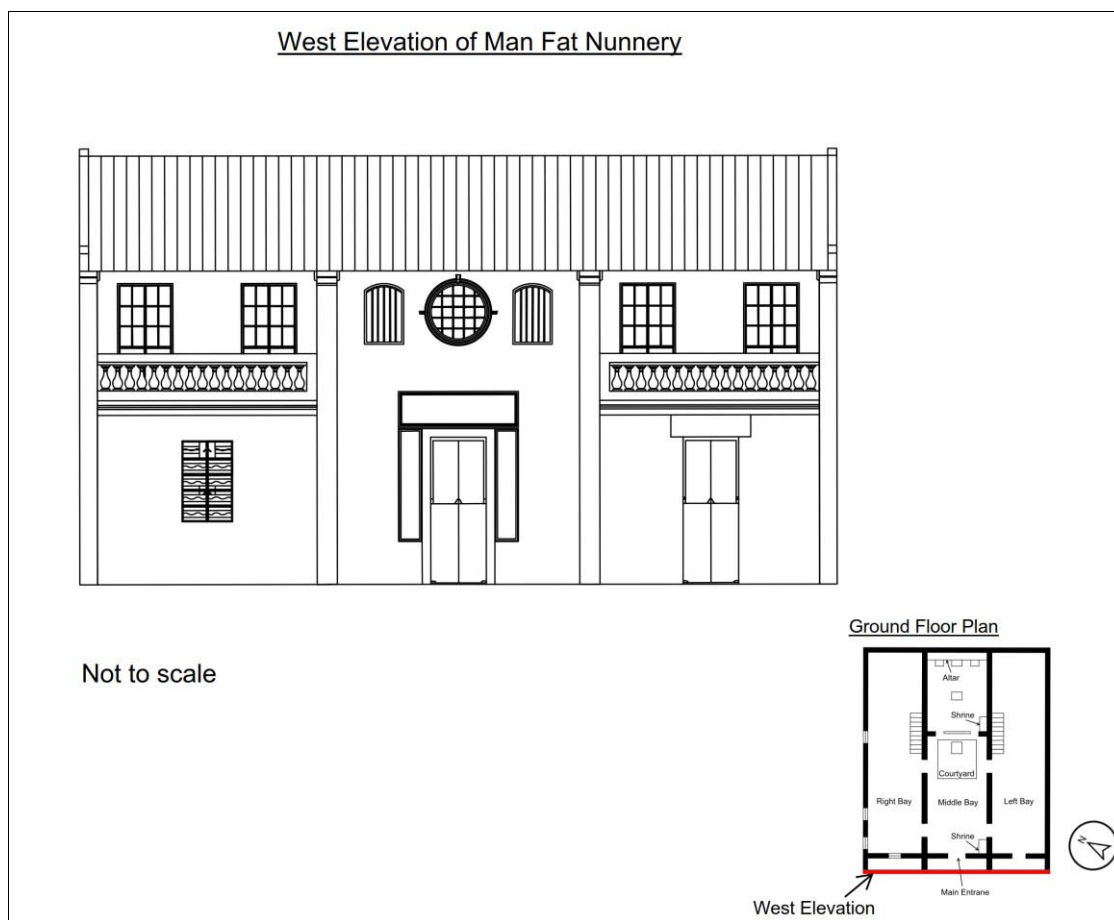 West Elevation of Man Fat Nunnery
Not to scale
Ground Floor Plan
Altar
Shrine
Courtyard
Right Bay
Middle Bay
Left Bay
Shrine
N
Main Entrane
West Elevation